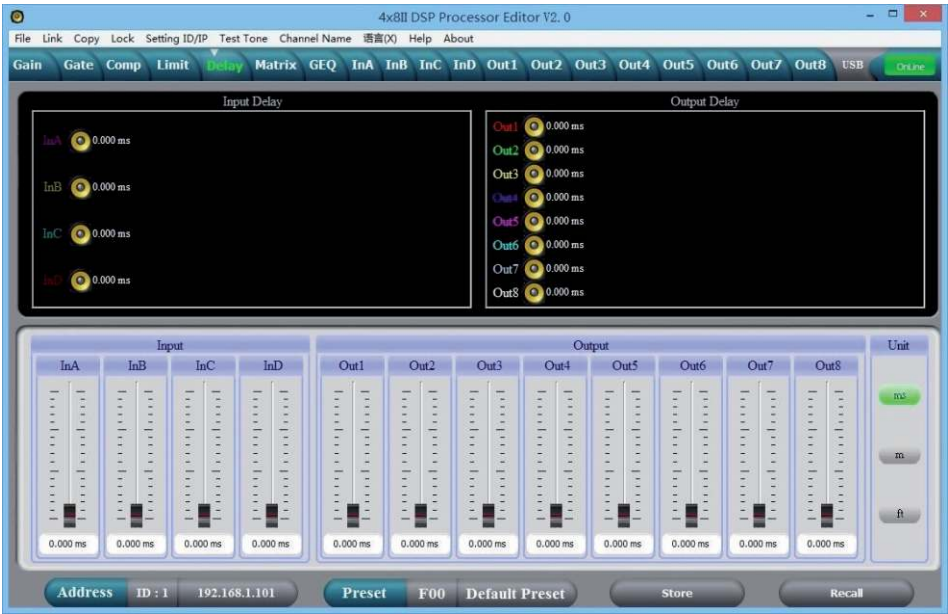 4x8II DSP Processor Editor V2. 0
File Link Copy Lock Setting ID/IP Test Tone Channel Name 语言(X) Help About
Gain Gate Comp Limit Delay Matrix GEQ InA InB InC InD Out1 Out2 Out3 Out4 Out5 Out6 Out7 Out8 USB OnLine
Input Delay Output Delay
InA 0.000 ms
InB 0.000 ms
InC 0.000 ms
InD 0.000 ms
Out1 0.000 ms
Out2 0.000 ms
Out3 0.000 ms
Out4 0.000 ms
Out5 0.000 ms
Out6 0.000 ms
Out7 0.000 ms
Out8 0.000 ms
Input Output Unit
InA InB InC InD Out1 Out2 Out3 Out4 Out5 Out6 Out7 Out8
ms
m
ft
0.000 ms 0.000 ms 0.000 ms 0.000 ms 0.000 ms 0.000 ms 0.000 ms 0.000 ms 0.000 ms 0.000 ms 0.000 ms 0.000 ms
Address ID : 1 192.168.1.101 Preset F00 Default Preset Store Recall